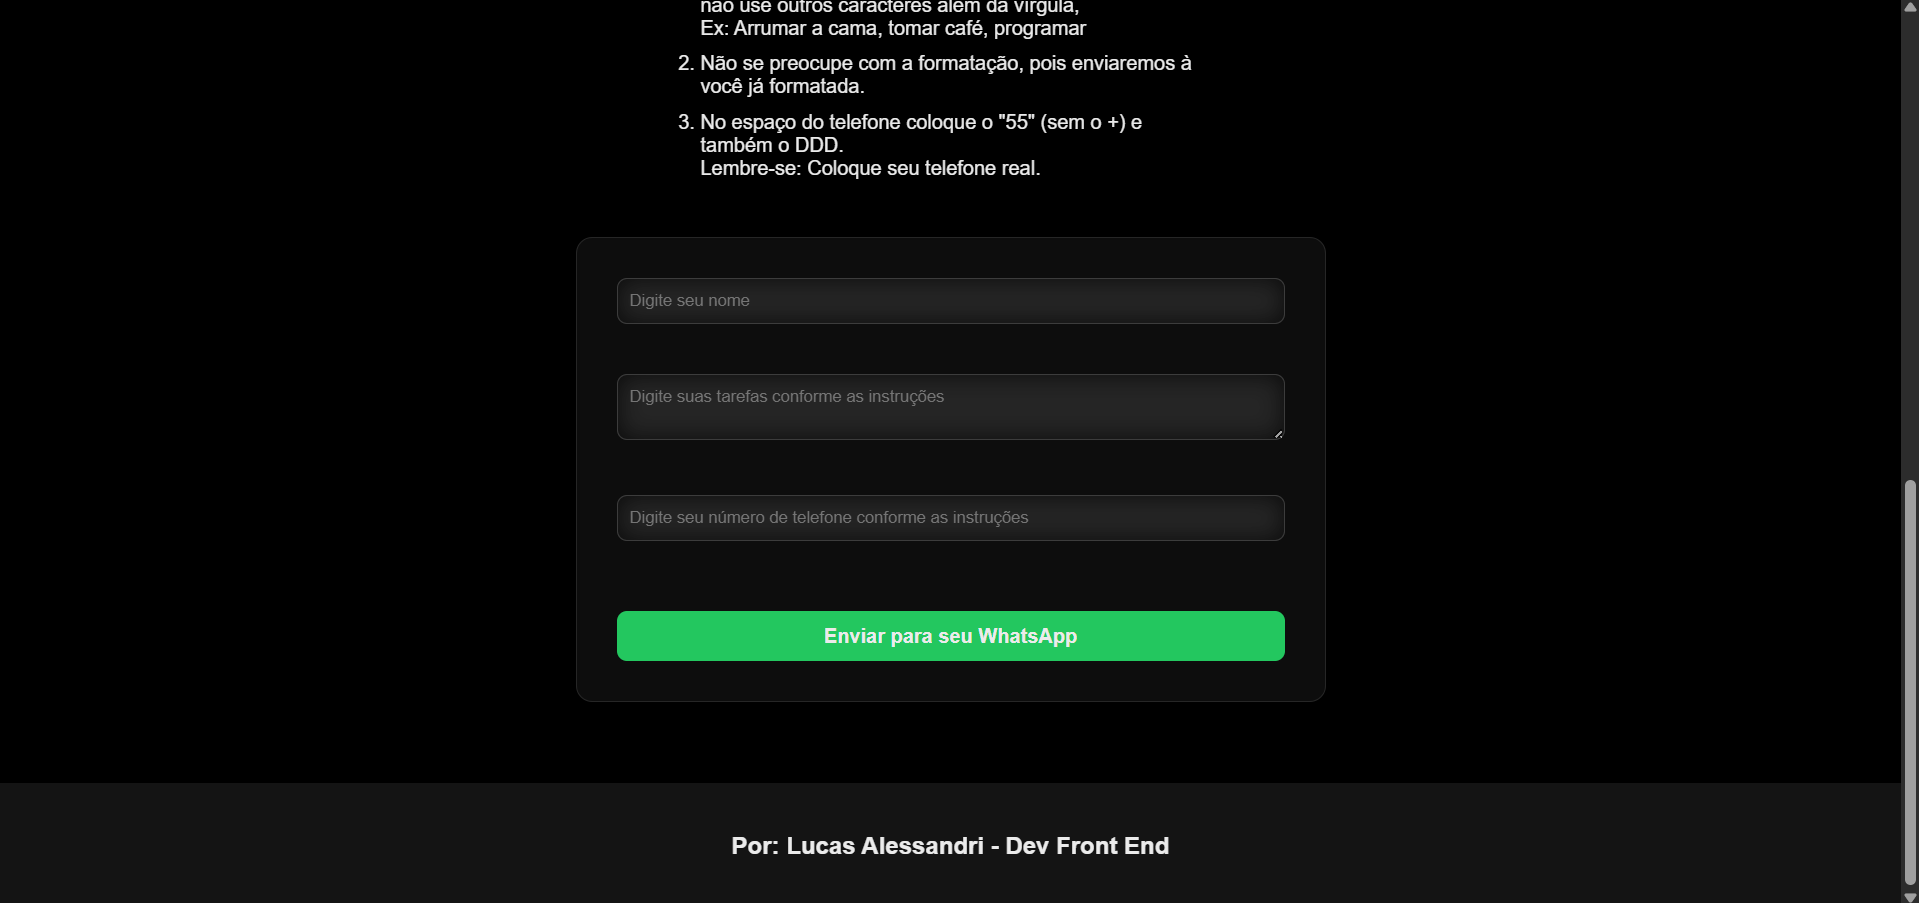 não use outros caracteres além da vírgula,
Ex: Arrumar a cama, tomar café, programar
2. Não se preocupe com a formatação, pois enviaremos à
você já formatada.
3. No espaço do telefone coloque o "55" (sem o +) e
também o DDD.
Lembre-se: Coloque seu telefone real.
Digite seu nome
Digite suas tarefas conforme as instruções
Digite seu número de telefone conforme as instruções
Enviar para seu WhatsApp
Por: Lucas Alessandri - Dev Front End